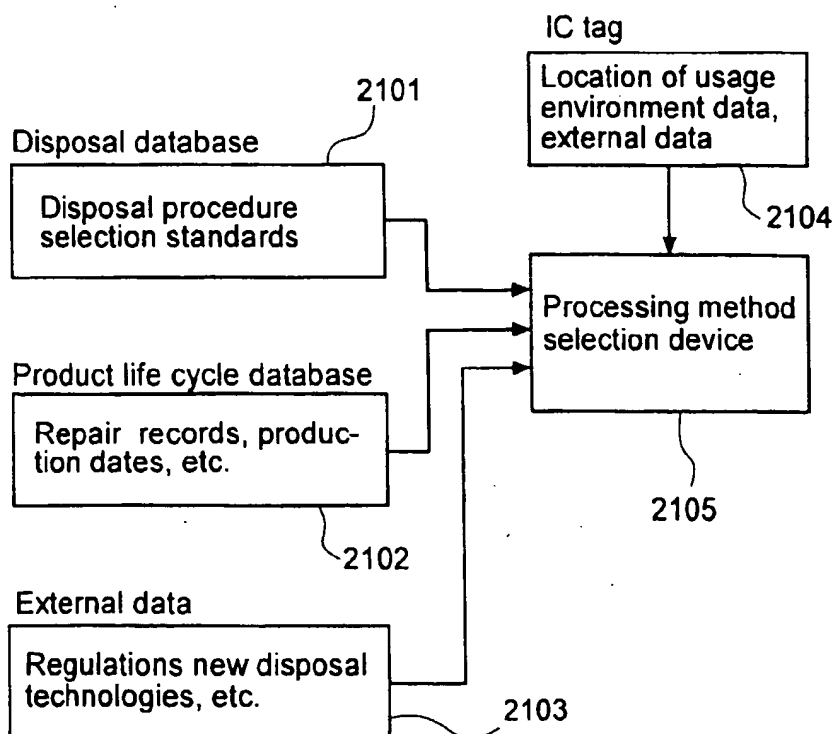 IC tag
Location of usage
environment data,
external data
2104
2101
Disposal database
Disposal procedure
selection standards
Processing method
selection device
2105
Product life cycle database
Repair records, produc-
tion dates, etc.
2102
External data
Regulations new disposal
technologies, etc.
2103